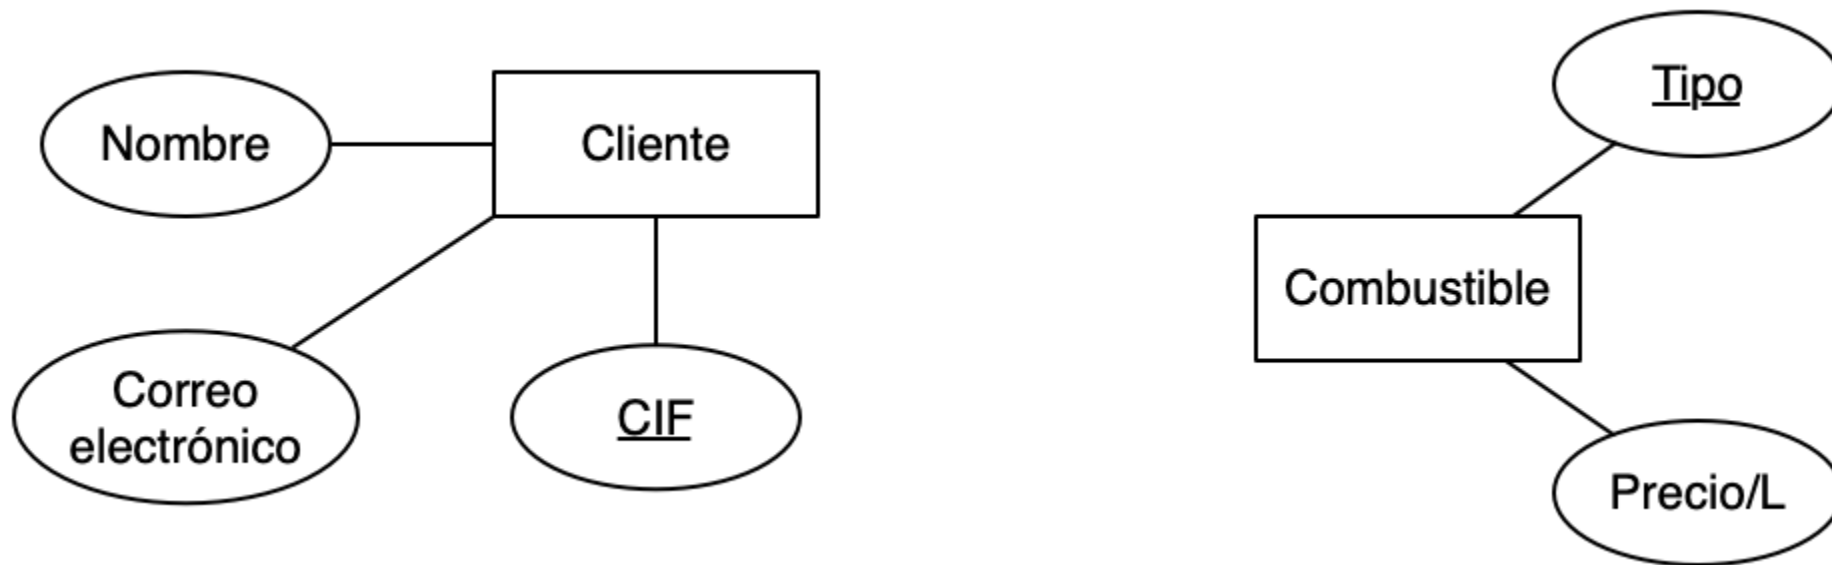 Nombre
Cliente
Correo
electrónico
CIF
Tipo
Combustible
Precio/L